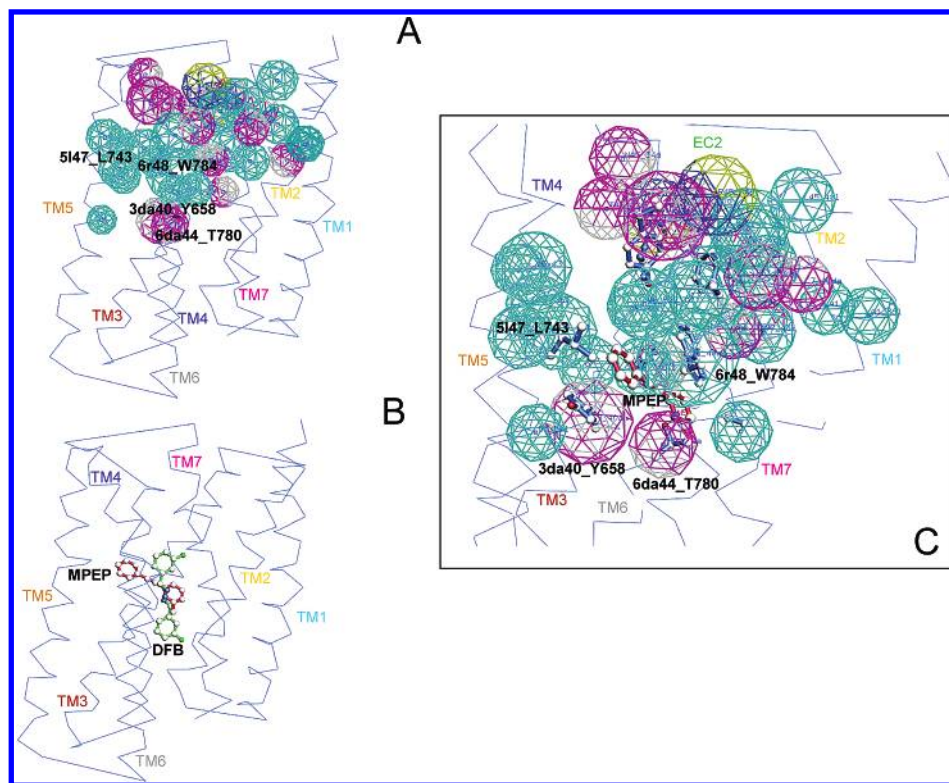 A
5l47_L743
6r48_W784
TM5
3da40_Y658
TM2
6da44_T780
TM1
TM7
TM3
TM4
TM6
B
TM7
TM4
MPEP
TM5
TM2
TM1
DFB
TM3
TM6
EC2
TM4
TM2
5l47_L743
TM5
TM1
6r48_W784
MPEP
3da40_Y658
6da44_T780
TM7
TM3
TM6
C